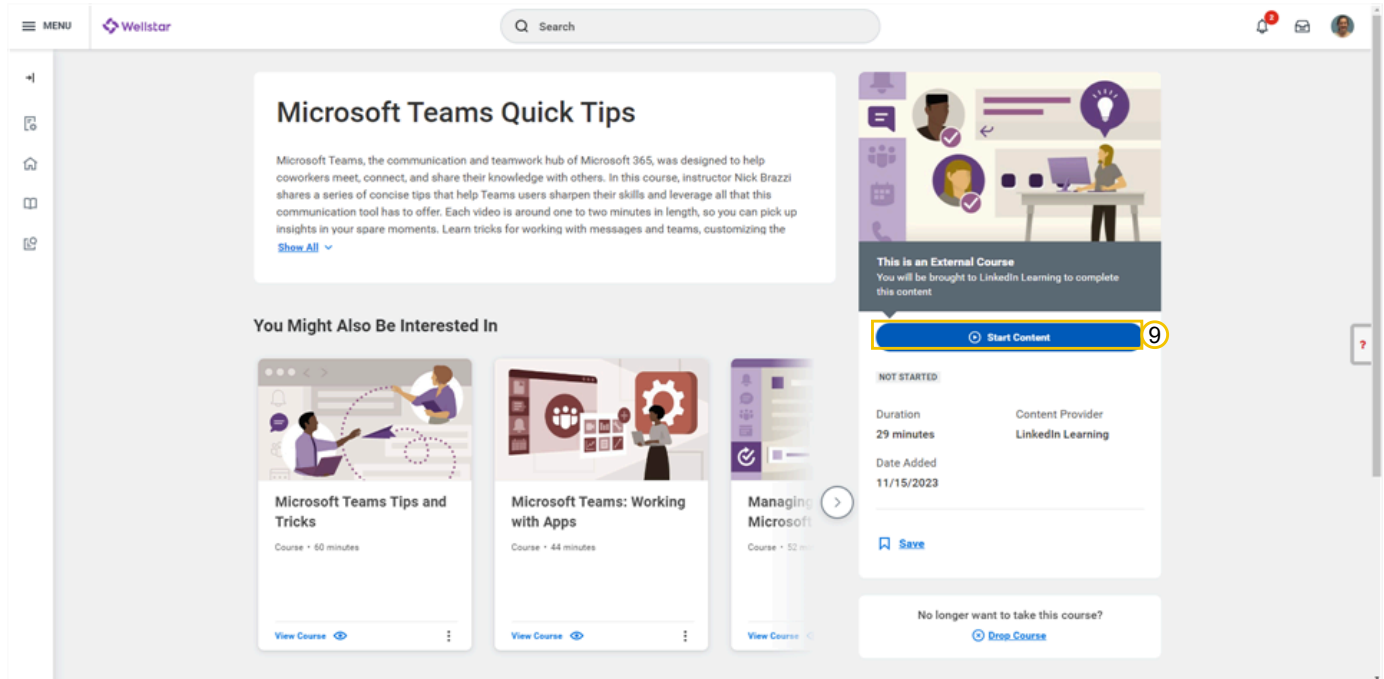 MENU
Wellstar
Search
2
Microsoft Teams Quick Tips
Microsoft Teams, the communication and teamwork hub of Microsoft 365, was designed to help
coworkers meet, connect, and share their knowledge with others. In this course, instructor Nick Brazzi
shares a series of concise tips that help Teams users sharpen their skills and leverage all that this
communication tool has to offer. Each video is around one to two minutes in length, so you can pick up
insights in your spare moments. Learn tricks for working with messages and teams, customizing the
Show All
This is an External Course
You will be brought to LinkedIn Learning to complete
this content
Start Content
9
?
NOT STARTED
Duration
Content Provider
29 minutes
LinkedIn Learning
Date Added
11/15/2023
Save
No longer want to take this course?
Drop Course
You Might Also Be Interested In
Microsoft Teams Tips and
Tricks
Course • 60 minutes
View Course
Microsoft Teams: Working
with Apps
Course • 44 minutes
View Course
Managing
Microsoft
Course • 52
View Course